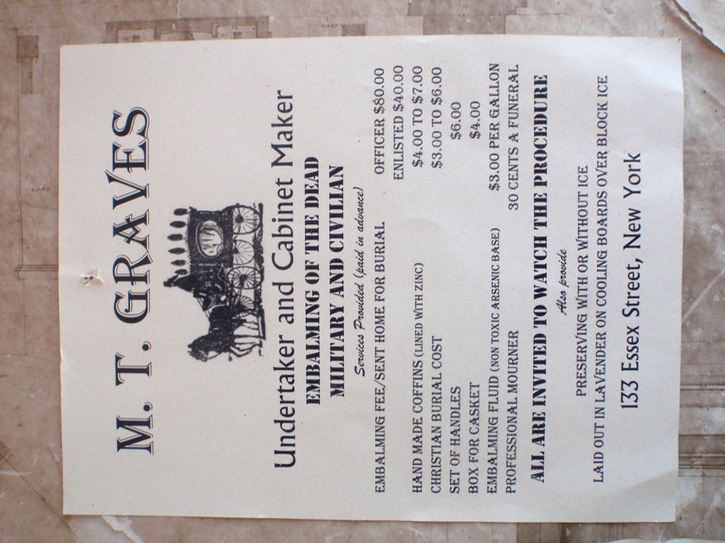 M. T. GRAVES
Undertaker and Cabinet Maker
EMBALMING OF THE DEAD
MILITARY AND CIVILIAN
Services Provided (paid in advance)
EMBALMING FEE/SENT HOME FOR BURIAL OFFICER $80.00
ENLISTED $40.00
HAND MADE COFFINS (LINED WITH ZINC) $4.00 TO $7.00
CHRISTIAN BURIAL COST $3.00 TO $6.00
SET OF HANDLES $6.00
BOX FOR CASKET $4.00
EMBALMING FLUID (NON TOXIC ARSENIC BASE) $3.00 PER GALLON
PROFESSIONAL MOURNER 30 CENTS A FUNERAL
ALL ARE INVITED TO WATCH THE PROCEDURE
Also provide
PRESERVING WITH OR WITHOUT ICE
LAID OUT IN LAVENDER ON COOLING BOARDS OVER BLOCK ICE
133 Essex Street, New York